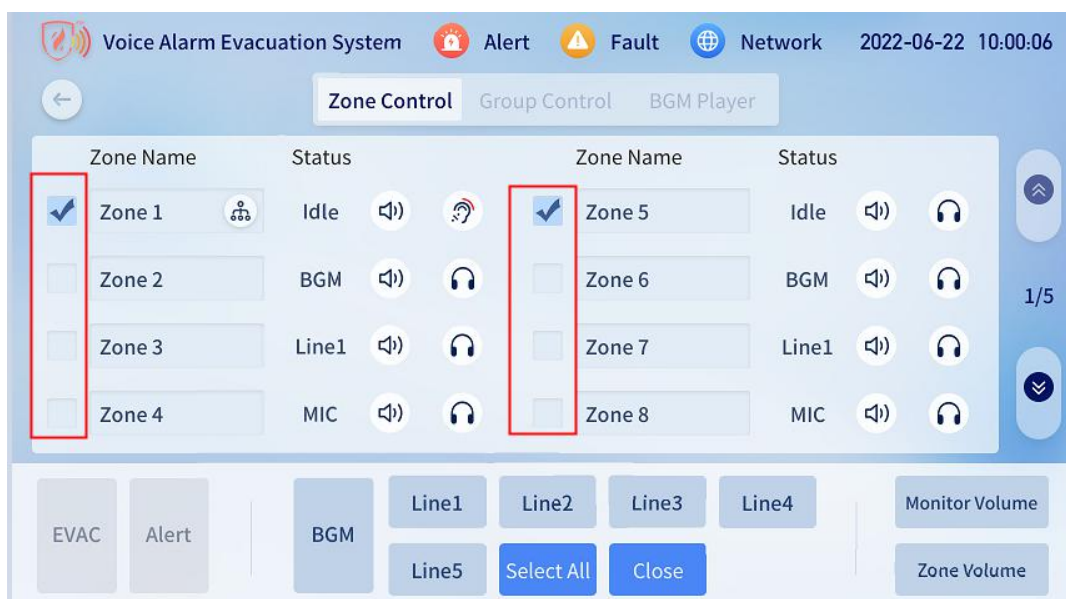 Voice Alarm Evacuation System Alert Fault Network 2022-06-22 10:00:06
Zone Control Group Control BGM Player
Zone Name Status Zone Name Status
Zone 1 Idle Zone 5 Idle
Zone 2 BGM Zone 6 BGM
1/5
Zone 3 Line1 Zone 7 Line1
Zone 4 MIC Zone 8 MIC
Line1 Line2 Line3 Line4 Monitor Volume
EVAC Alert BGM
Line5 Select All Close Zone Volume